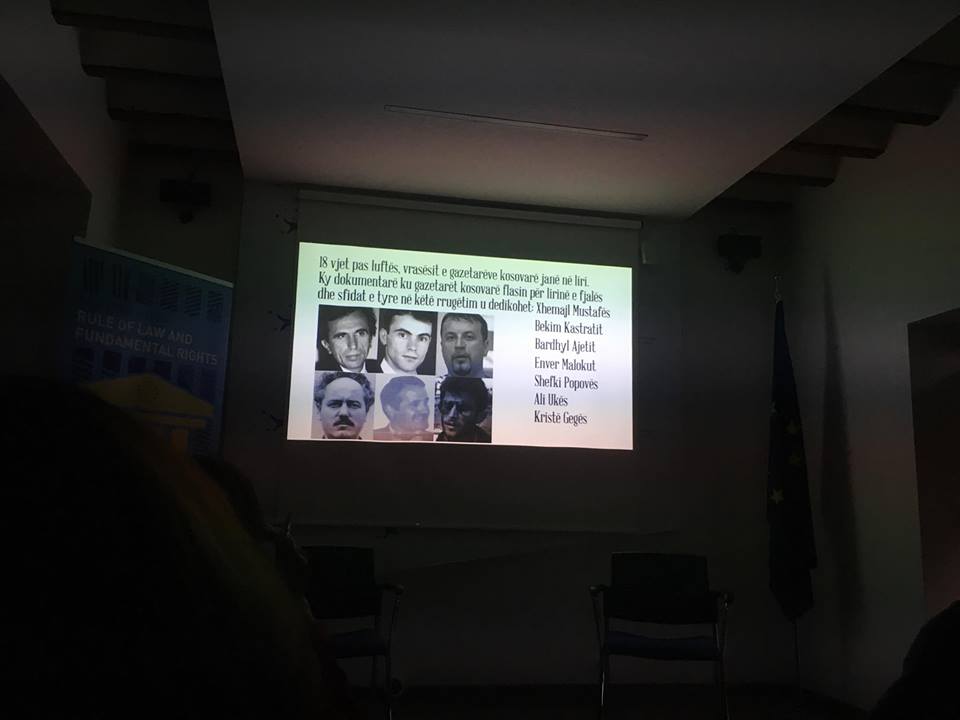 18 vjet pas luftës, vrasësit e gazetarëve kosovarë janë në liri.
Ky dokumentarë ku gazetarët kosovarë flasin për lirinë e fjalës
dhe sfidat e tyre në këtë rrugëtim u dedikohet: Xhemajl Mustafës
Bekim Kastratit
Bardhyl Ajetit
Enver Malokut
Shefki Popovës
Ali Ukës
Kristë Gegës
RULE OF LAW AND
FUNDAMENTAL RIGHTS